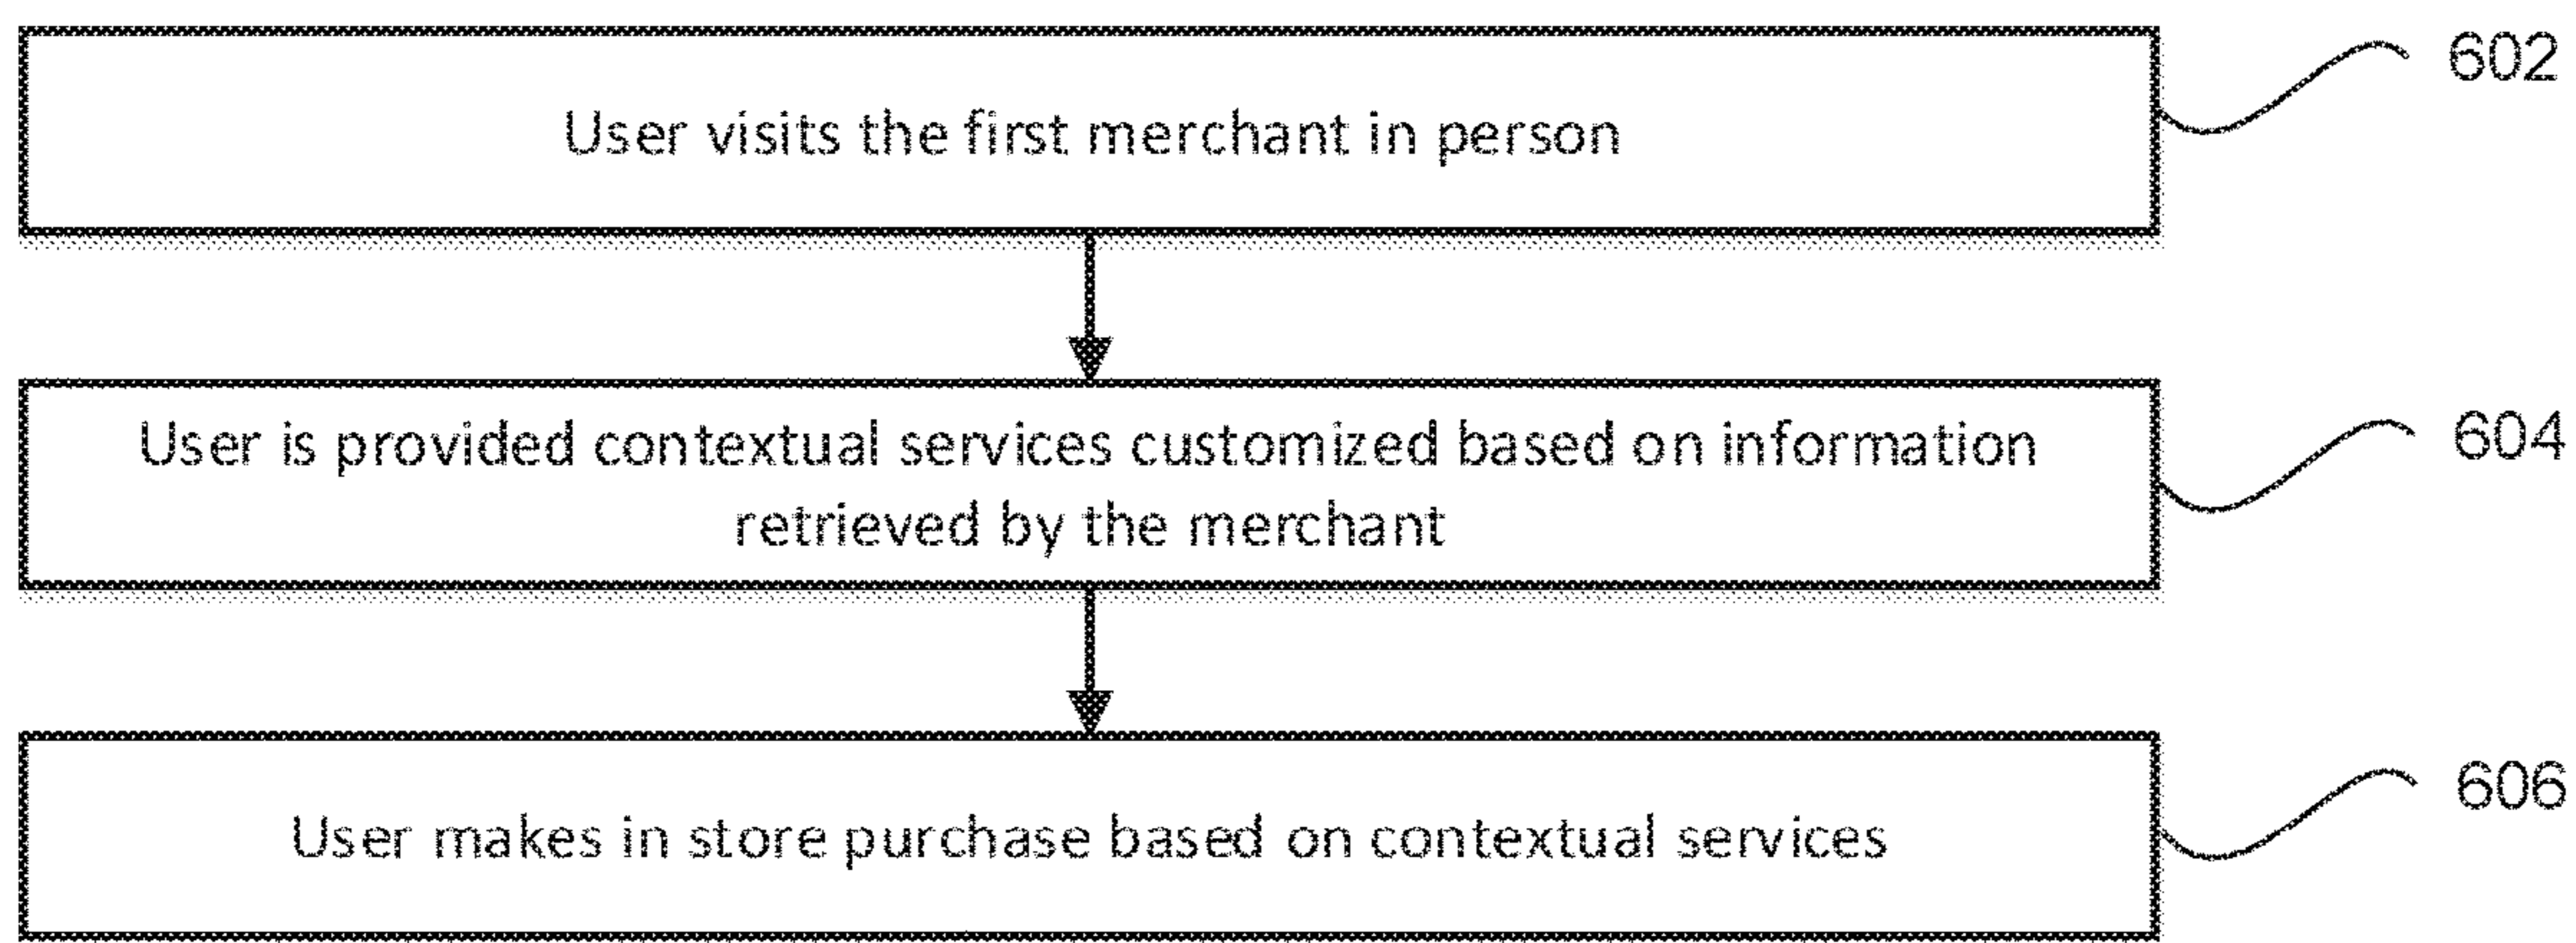 User visits the first merchant in person
602
User is provided contextual services customized based on information
retrieved by the merchant
604
User makes in store purchase based on contextual services
606